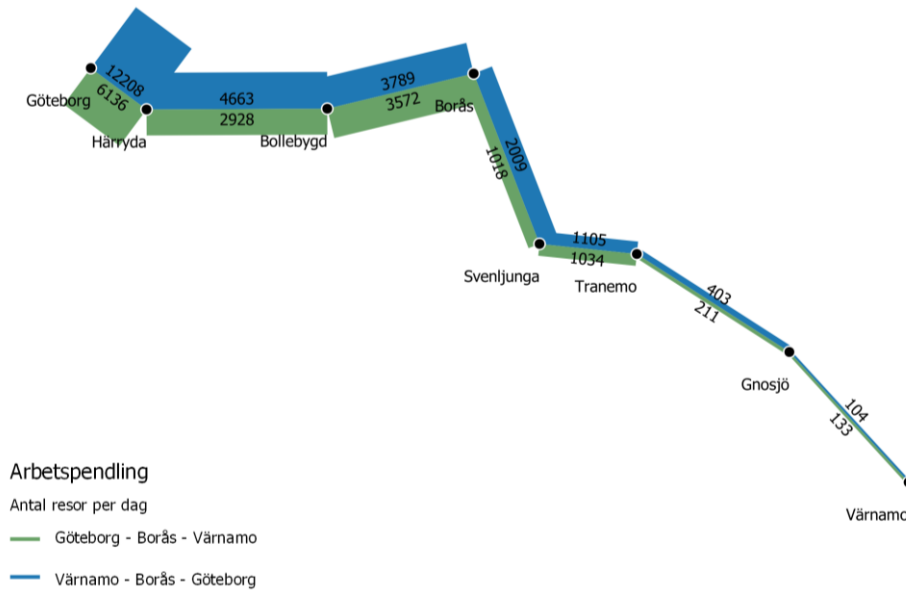 12208
6136
Göteborg
Härryda
4663
2928
Bollebygd
3789
3572
Borås
2009
1018
Svenljunga
1105
1034
Tranemo
403
211
Gnosjö
104
133
Värnamo
Arbetspendling
Antal resor per dag
Göteborg - Borås - Värnamo
Värnamo - Borås - Göteborg